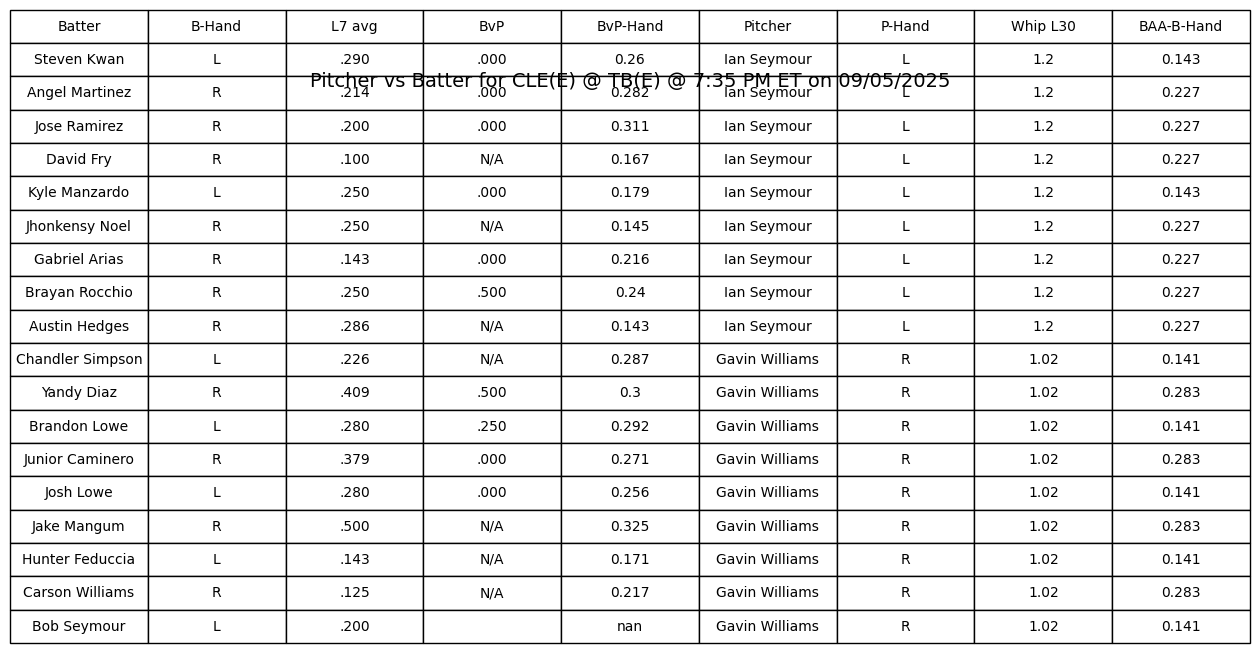 Batter B-Hand L7 avg BvP BvP-Hand Pitcher P-Hand Whip L30 BAA-B-Hand
Steven Kwan L .290 .000 0.26 Ian Seymour L 1.2 0.143
Pitcher vs Batter for CLE(E) @ TB(E) @ 7:35 PM ET on 09/05/2025
Angel Martinez R .214 .000 0.282 Ian Seymour L 1.2 0.227
Jose Ramirez R .200 .000 0.311 Ian Seymour L 1.2 0.227
David Fry R .100 N/A 0.167 Ian Seymour L 1.2 0.227
Kyle Manzardo L .250 .000 0.179 Ian Seymour L 1.2 0.143
Jhonkensy Noel R .250 N/A 0.145 Ian Seymour L 1.2 0.227
Gabriel Arias R .143 .000 0.216 Ian Seymour L 1.2 0.227
Brayan Rocchio R .250 .500 0.24 Ian Seymour L 1.2 0.227
Austin Hedges R .286 N/A 0.143 Ian Seymour L 1.2 0.227
Chandler Simpson L .226 N/A 0.287 Gavin Williams R 1.02 0.141
Yandy Diaz R .409 .500 0.3 Gavin Williams R 1.02 0.283
Brandon Lowe L .280 .250 0.292 Gavin Williams R 1.02 0.141
Junior Caminero R .379 .000 0.271 Gavin Williams R 1.02 0.283
Josh Lowe L .280 .000 0.256 Gavin Williams R 1.02 0.141
Jake Mangum R .500 N/A 0.325 Gavin Williams R 1.02 0.283
Hunter Feduccia L .143 N/A 0.171 Gavin Williams R 1.02 0.141
Carson Williams R .125 N/A 0.217 Gavin Williams R 1.02 0.283
Bob Seymour L .200 nan Gavin Williams R 1.02 0.141